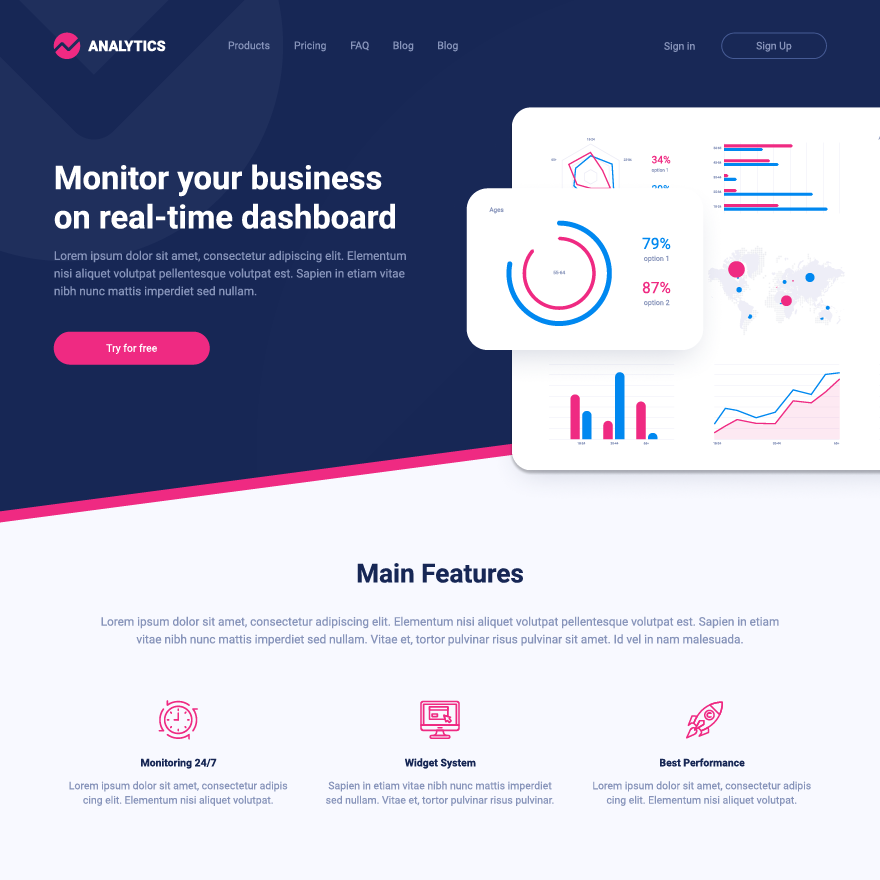 ANALYTICS
Products
Pricing
FAQ
Blog
Blog
Sign in
Sign Up
Monitor your business
on real-time dashboard
Lorem ipsum dolor sit amet, consectetur adipiscing elit. Elementum
nisi aliquet volutpat pellentesque volutpat est. Sapien in etiam vitae
nibh nunc mattis imperdiet sed nullam.
Try for free
34%
option 1
Ages
79%
option 1
87%
option 2
Main Features
Lorem ipsum dolor sit amet, consectetur adipiscing elit. Elementum nisi aliquet volutpat pellentesque volutpat est. Sapien in etiam
vitae nibh nunc mattis imperdiet sed nullam. Vitae et, tortor pulvinar risus pulvinar sit amet. Id vel in nam malesuada.
Monitoring 24/7
Lorem ipsum dolor sit amet, consectetur adipis
cing elit. Elementum nisi aliquet volutpat.
Widget System
Sapien in etiam vitae nibh nunc mattis imperdiet
sed nullam. Vitae et, tortor pulvinar risus pulvinar.
Best Performance
Lorem ipsum dolor sit amet, consectetur adipis
cing elit. Elementum nisi aliquet volutpat.